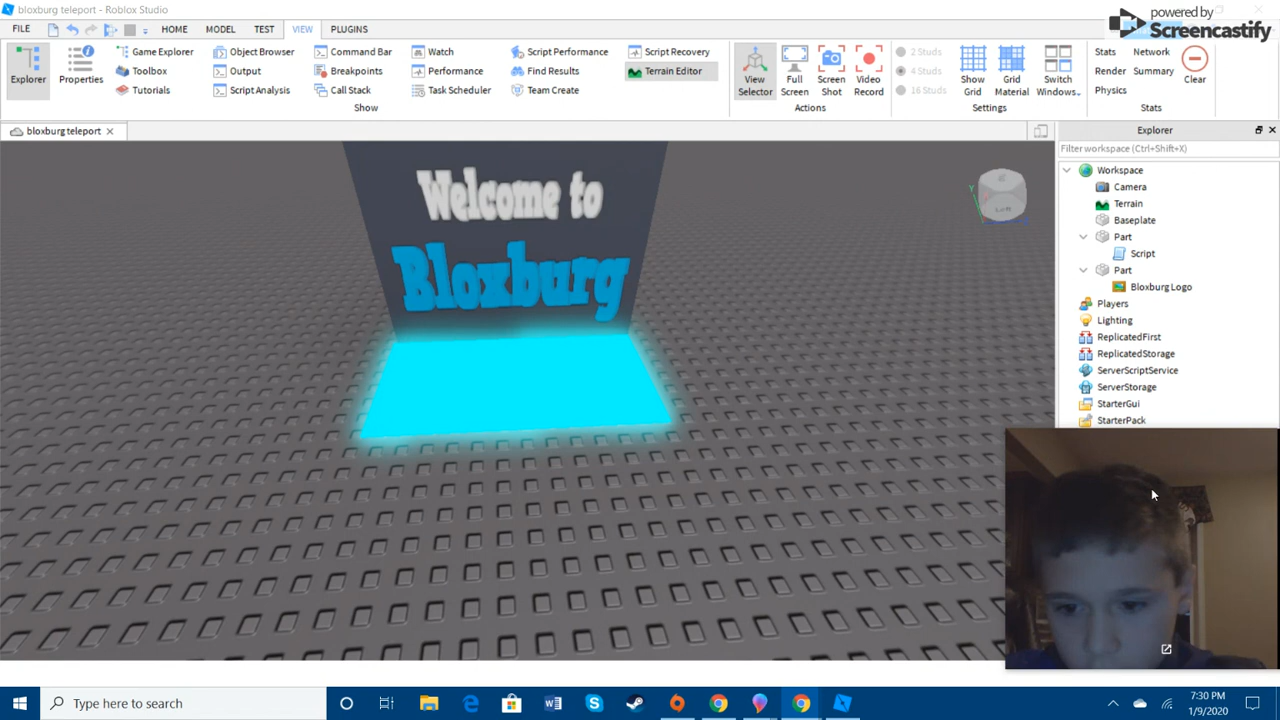 bloxburg teleport - Roblox Studio
powered by
Screencastify
FILE HOME MODEL TEST VIEW PLUGINS
Explorer
Properties
Game Explorer
Toolbox
Tutorials
Object Browser
Output
Script Analysis
Command Bar
Breakpoints
Call Stack
Watch
Performance
Task Scheduler
Script Performance
Find Results
Team Create
Script Recovery
Terrain Editor
Show
View
Selector
Full
Screen
Screen
Shot
Video
Record
Actions
2 Studs
4 Studs
16 Studs
Show
Grid
Grid
Material
Switch
Windows
Settings
Stats
Render
Physics
Network
Summary
Clear
Stats
bloxburg teleport
Welcome to
Bloxburg
Y
Explorer
Filter workspace (Ctrl+Shift+X)
Workspace
Camera
Terrain
Baseplate
Part
Script
Part
Bloxburg Logo
Players
Lighting
ReplicatedFirst
ReplicatedStorage
ServerScriptService
ServerStorage
StarterGui
StarterPack
Type here to search
7:30 PM
1/9/2020